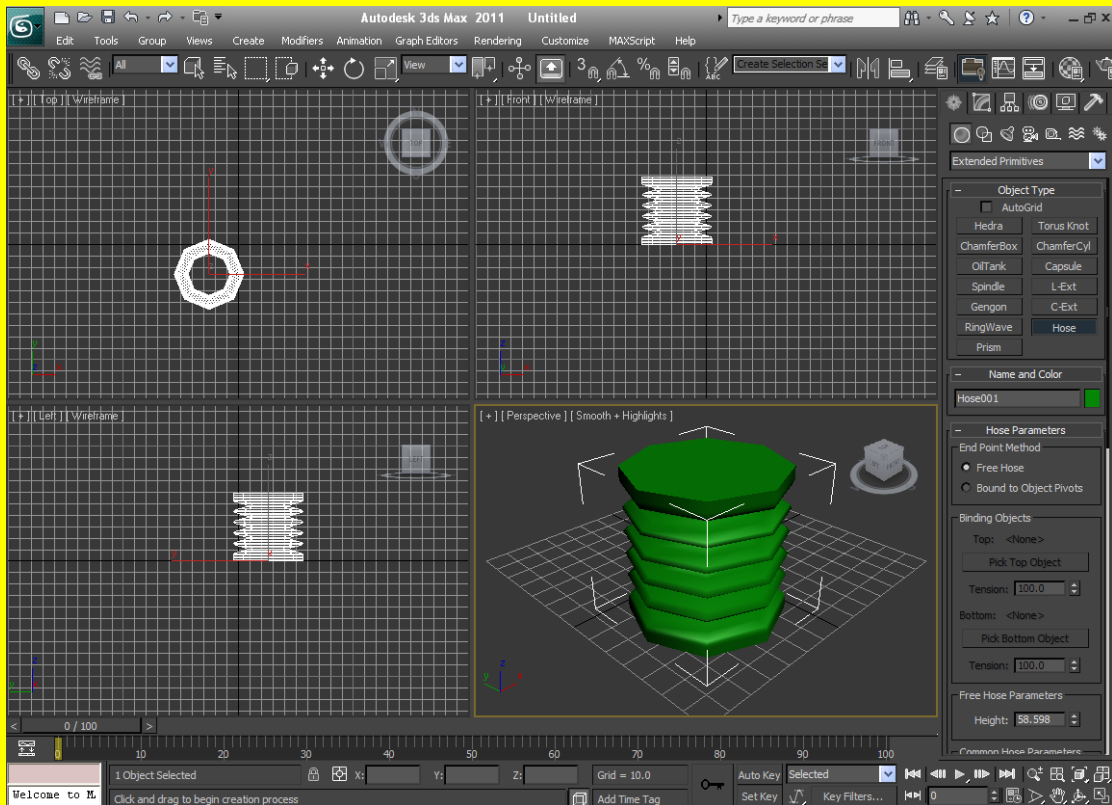 Autodesk 3ds Max 2011 Untitled
Type a keyword or phrase
Edit Tools Group Views Create Modifiers Animation Graph Editors Rendering Customize MAXScript Help
All
View
3
Create Selection Se
[ + ] [ Top ] [ Wireframe ]
TOP
y
x
y
x
[ + ] [ Front ] [ Wireframe ]
FRONT
z
y
x
z
x
[ + ] [ Left ] [ Wireframe ]
LEFT
z
y
z
y
[ + ] [ Perspective ] [ Smooth + Highlights ]
z
y
x
Extended Primitives
Object Type
AutoGrid
Hedra Torus Knot
ChamferBox ChamferCyl
OilTank Capsule
Spindle L-Ext
Gengon C-Ext
RingWave Hose
Prism
Name and Color
Hose001
Hose Parameters
End Point Method
Free Hose
Bound to Object Pivots
Binding Objects
Top: <None>
Pick Top Object
Tension: 100.0
Bottom: <None>
Pick Bottom Object
Tension: 100.0
Free Hose Parameters
Height: 58.598
Common Hose Parameters
< 0 / 100 >
0 10 20 30 40 50 60 70 80 90 100
1 Object Selected X: Y: Z: Grid = 10.0 Auto Key Selected
Welcome to M Click and drag to begin creation process Add Time Tag Set Key Key Filters... 0